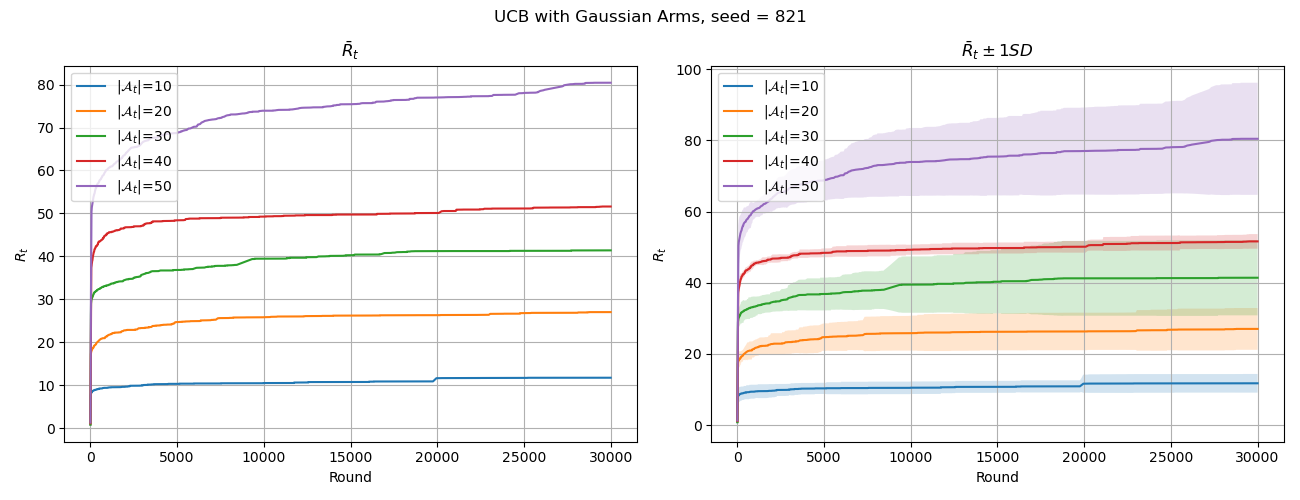 UCB with Gaussian Arms, seed = 821
R̄ₜ
|𝒜ₜ|=10
|𝒜ₜ|=20
|𝒜ₜ|=30
|𝒜ₜ|=40
|𝒜ₜ|=50
Rₜ
80
70
60
50
40
30
20
10
0
0 5000 10000 15000 20000 25000 30000
Round
R̄ₜ ± 1SD
|𝒜ₜ|=10
|𝒜ₜ|=20
|𝒜ₜ|=30
|𝒜ₜ|=40
|𝒜ₜ|=50
Rₜ
100
80
60
40
20
0
0 5000 10000 15000 20000 25000 30000
Round